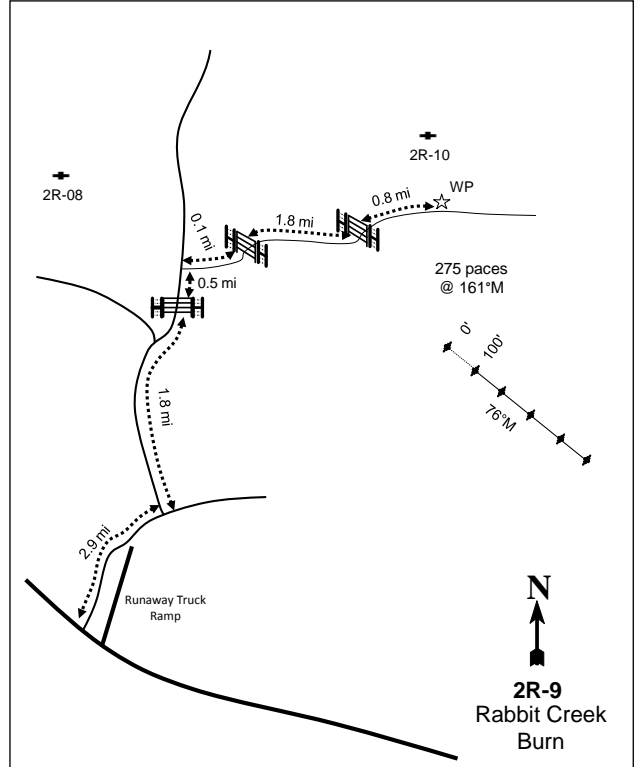 2R-08
2R-10
WP
0.8 mi
1.8 mi
0.1 mi
0.5 mi
275 paces
@ 161°M
0'
100'
76°M
1.8 mi
2.9 mi
Runaway Truck
Ramp
N
2R-9
Rabbit Creek
Burn